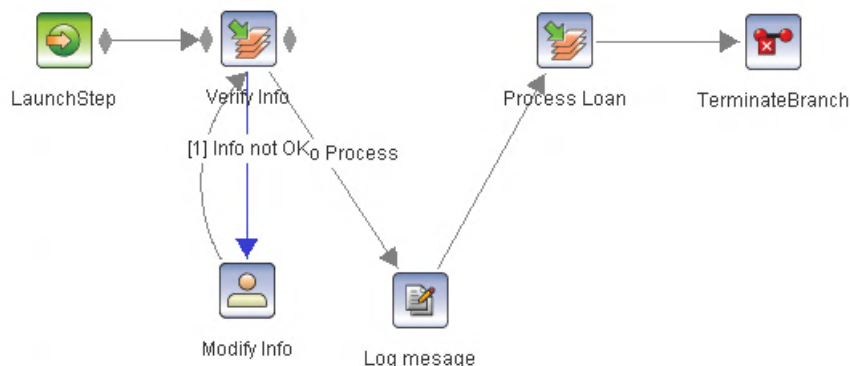 LaunchStep
Verify Info
Process Loan
TerminateBranch
[1] Info not OK
o Process
Modify Info
Log mesage